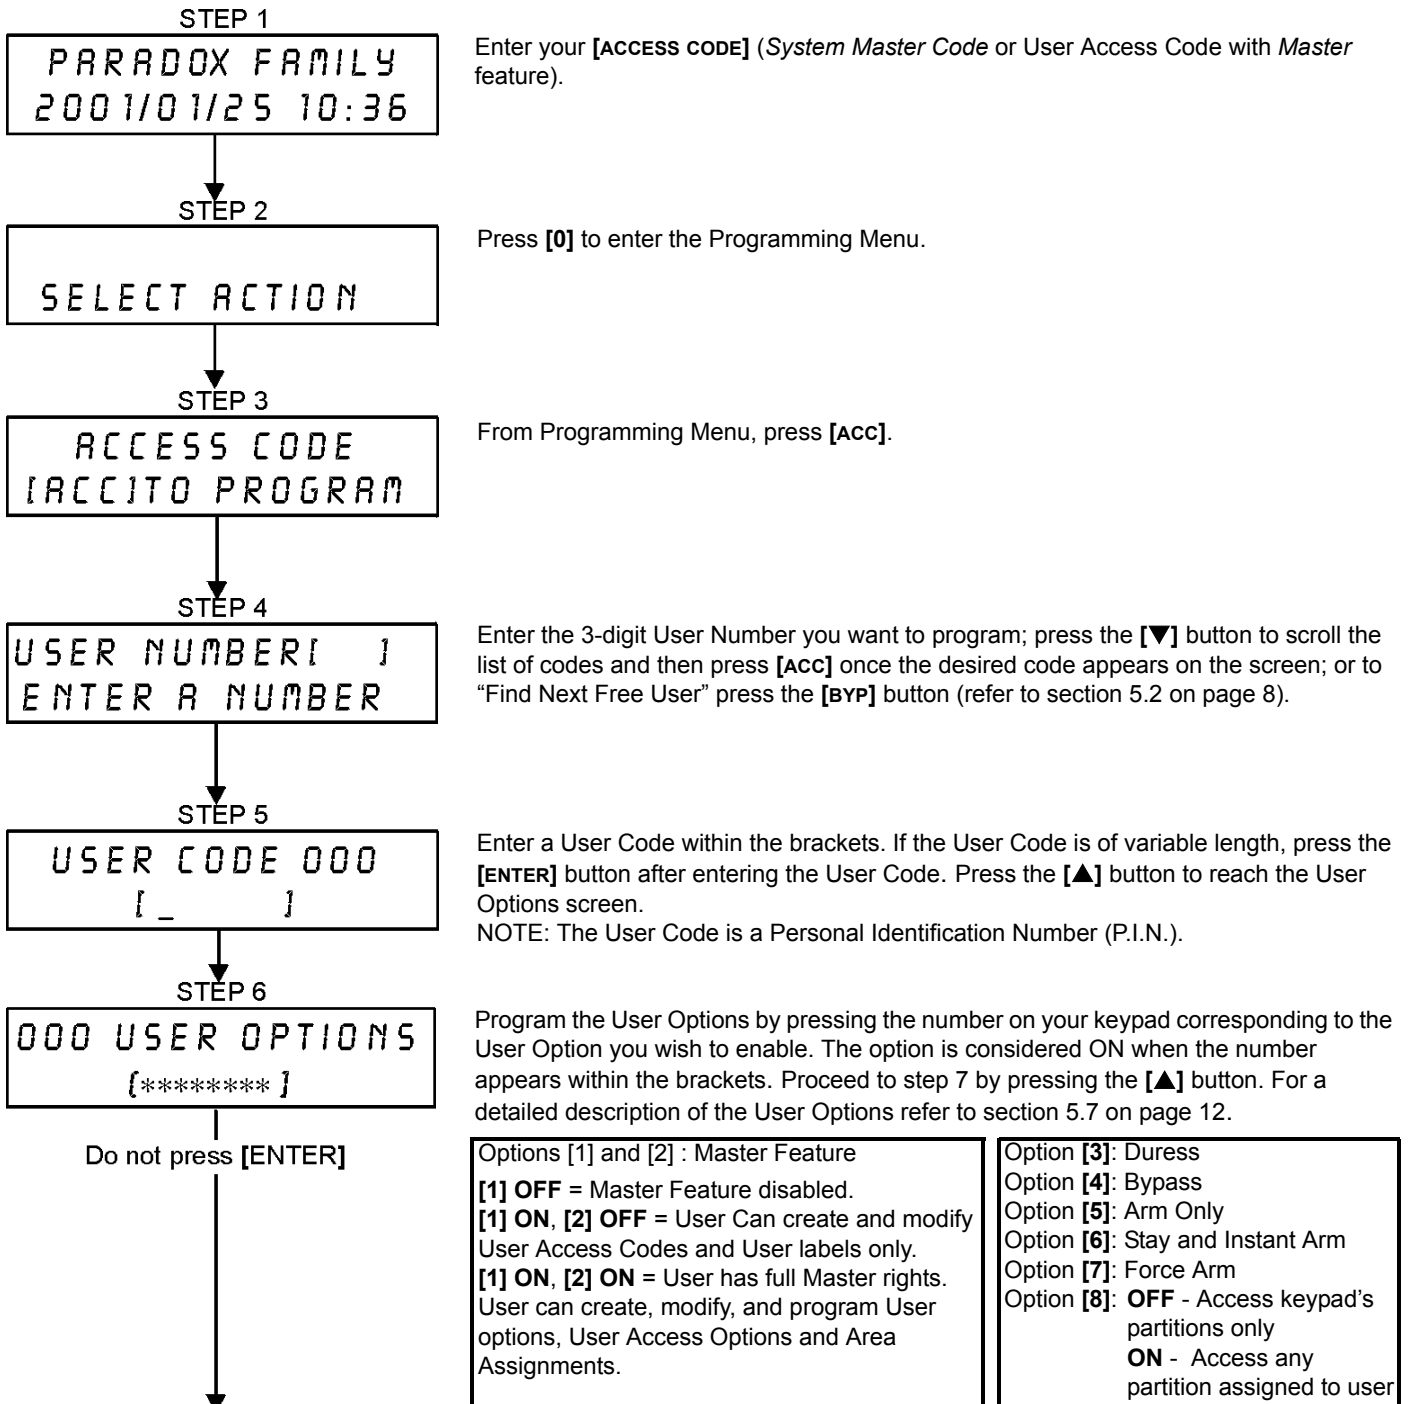 STEP 1
PARADOX FAMILY
2001/01/25 10:36
Enter your [ACCESS CODE] (System Master Code or User Access Code with Master
feature).
STEP 2
SELECT ACTION
Press [0] to enter the Programming Menu.
STEP 3
ACCESS CODE
[ACC]TO PROGRAM
From Programming Menu, press [ACC].
STEP 4
USER NUMBER[   ]
ENTER A NUMBER
Enter the 3-digit User Number you want to program; press the [▼] button to scroll the
list of codes and then press [ACC] once the desired code appears on the screen; or to
“Find Next Free User” press the [BYP] button (refer to section 5.2 on page 8).
STEP 5
USER CODE 000
[ _     ]
Enter a User Code within the brackets. If the User Code is of variable length, press the
[ENTER] button after entering the User Code. Press the [▲] button to reach the User
Options screen.
NOTE: The User Code is a Personal Identification Number (P.I.N.).
STEP 6
000 USER OPTIONS
[******** ]
Do not press [ENTER]
Program the User Options by pressing the number on your keypad corresponding to the
User Option you wish to enable. The option is considered ON when the number
appears within the brackets. Proceed to step 7 by pressing the [▲] button. For a
detailed description of the User Options refer to section 5.7 on page 12.
Options [1] and [2] : Master Feature
[1] OFF = Master Feature disabled.
[1] ON, [2] OFF = User Can create and modify
User Access Codes and User labels only.
[1] ON, [2] ON = User has full Master rights.
User can create, modify, and program User
options, User Access Options and Area
Assignments.
Option [3]: Duress
Option [4]: Bypass
Option [5]: Arm Only
Option [6]: Stay and Instant Arm
Option [7]: Force Arm
Option [8]: OFF - Access keypad’s
partitions only
ON - Access any
partition assigned to user